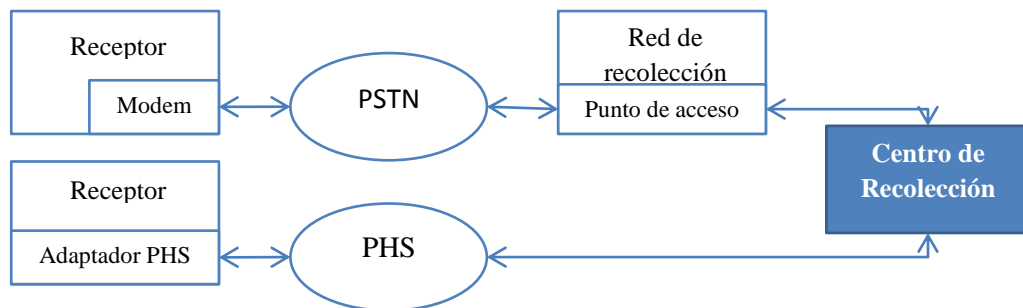 Receptor
Modem
PSTN
Red de
recolección
Punto de acceso
Centro de
Recolección
Receptor
Adaptador PHS
PHS